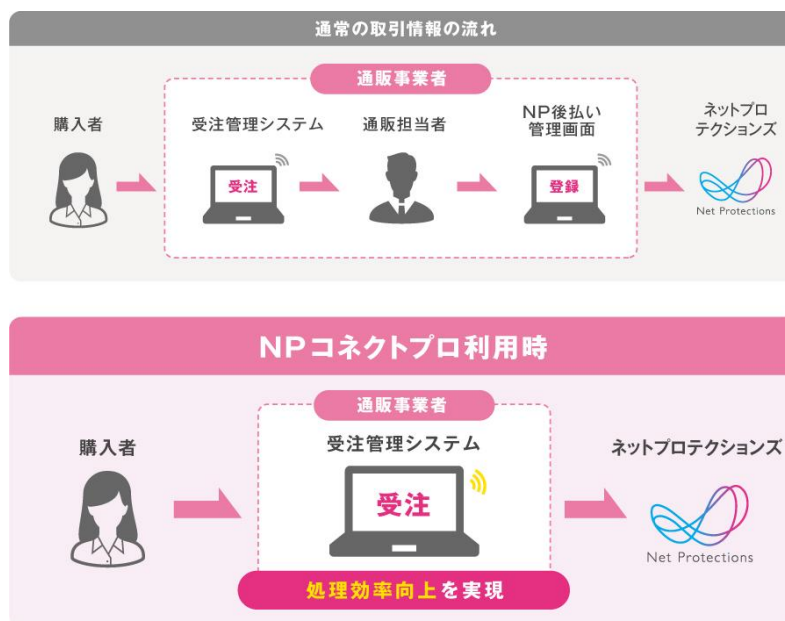 通常の取引情報の流れ
通販事業者
購入者
受注管理システム
通販担当者
NP後払い
管理画面
ネットプロ
テクションズ
受注
登録
Net Protections
NPコネクトプロ利用時
通販事業者
購入者
受注管理システム
ネットプロテクションズ
受注
Net Protections
処理効率向上を実現